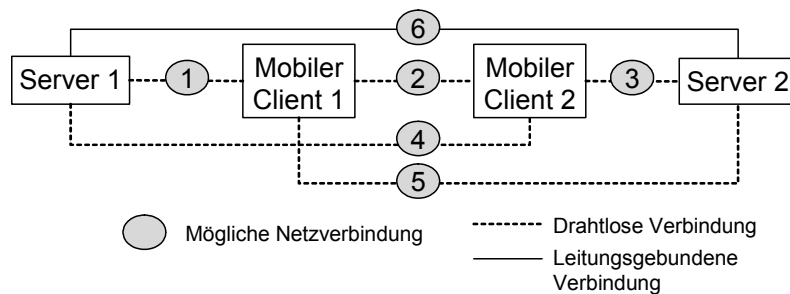 6
Server 1
1
Mobiler
Client 1
2
Mobiler
Client 2
3
Server 2
4
5
Mögliche Netzverbindung
Drahtlose Verbindung
Leitungsgebundene
Verbindung